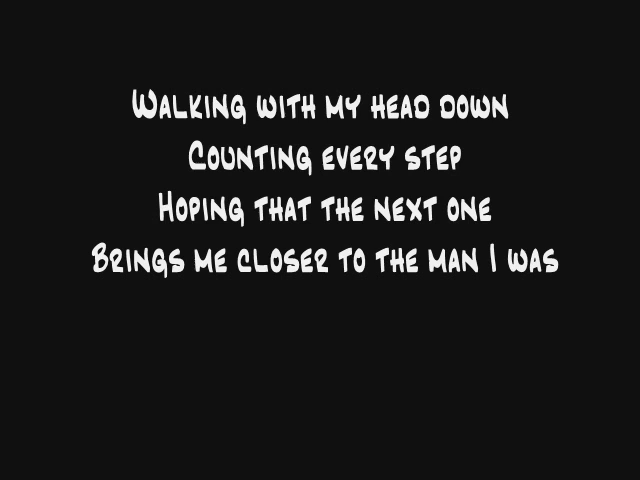 Walking with my head down
Counting every step
Hoping that the next one
Brings me closer to the man I was